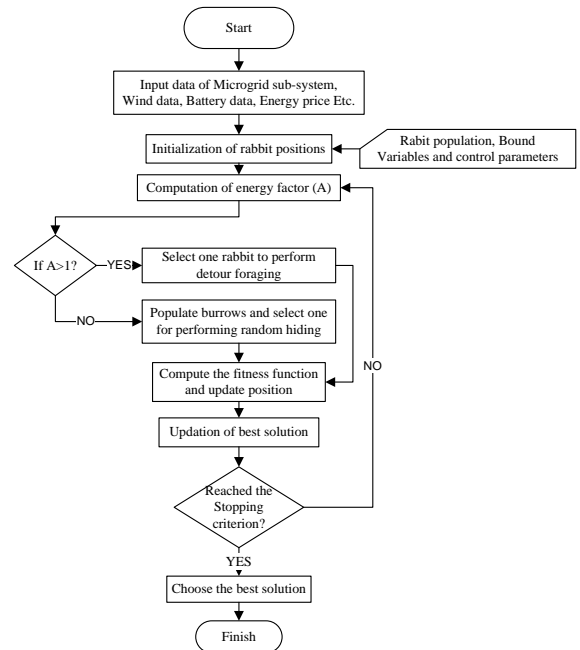 Start
Input data of Microgrid sub-system,
Wind data, Battery data, Energy price Etc.
Initialization of rabbit positions
Rabit population, Bound
Variables and control parameters
Computation of energy factor (A)
If A>1?
YES
Select one rabbit to perform
detour foraging
NO
Populate burrows and select one
for performing random hiding
NO
Compute the fitness function
and update position
Updation of best solution
Reached the
Stopping
criterion?
YES
Choose the best solution
Finish